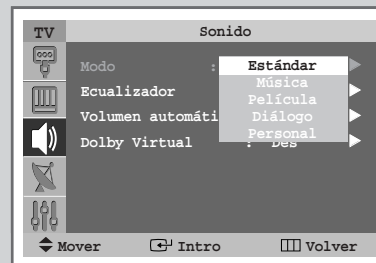 TV
Sonido
Modo :
Estándar
Música
Ecualizador
Película
Volumen automáti
Diálogo
Personal
Dolby Virtual : Des
Mover
Intro
Volver